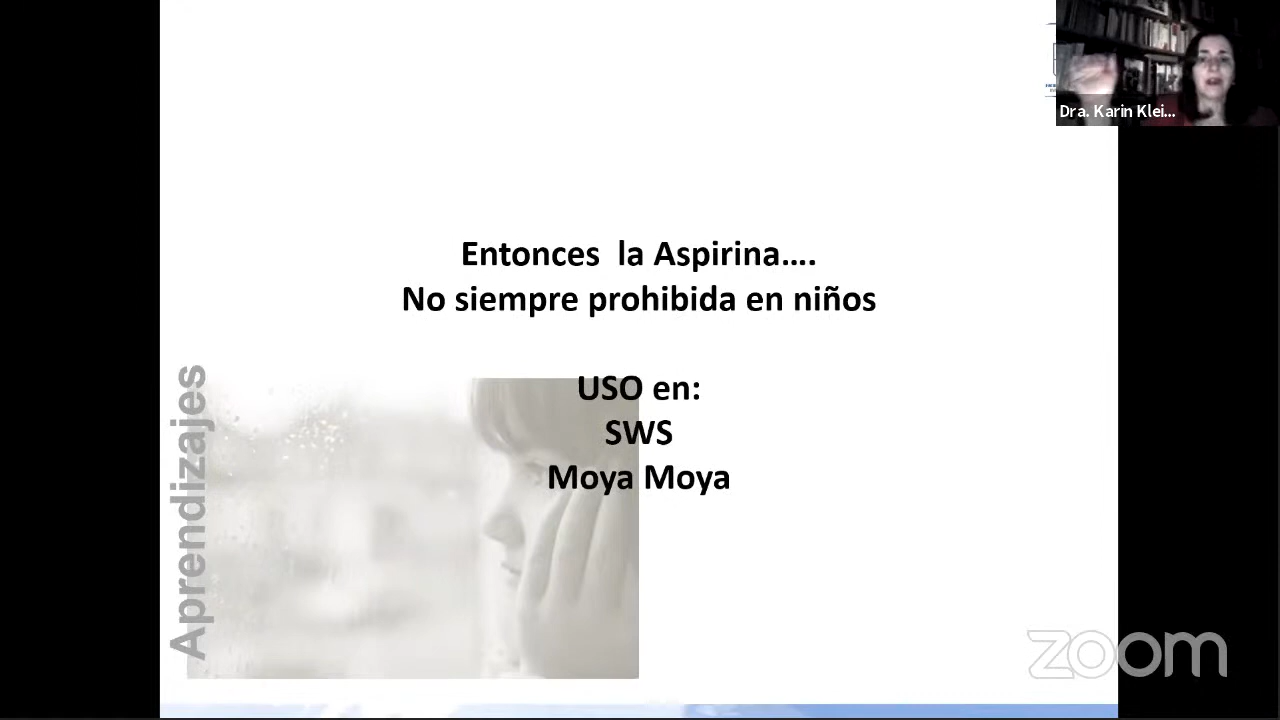 Dra. Karin Klei...
Entonces la Aspirina....
No siempre prohibida en niños
USO en:
SWS
Moya Moya
Aprendizajes
zoom